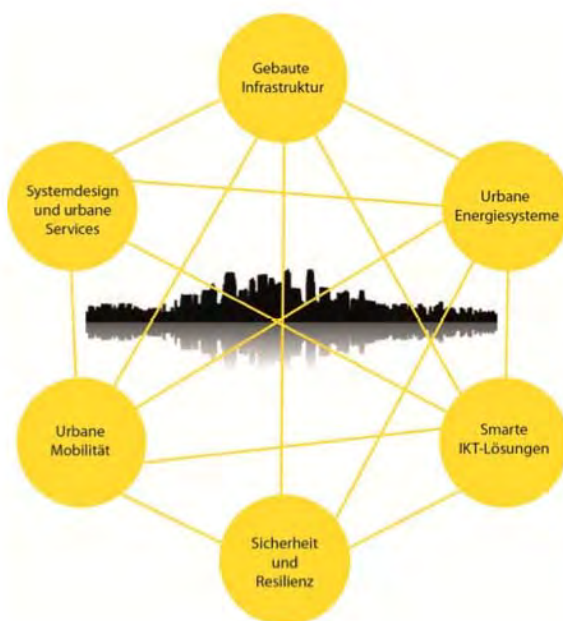 Gebaute
Infrastruktur
Systemdesign
und urbane
Services
Urbane
Energiesysteme
Urbane
Mobilität
Smarte
IKT-Lösungen
Sicherheit
und
Resilienz